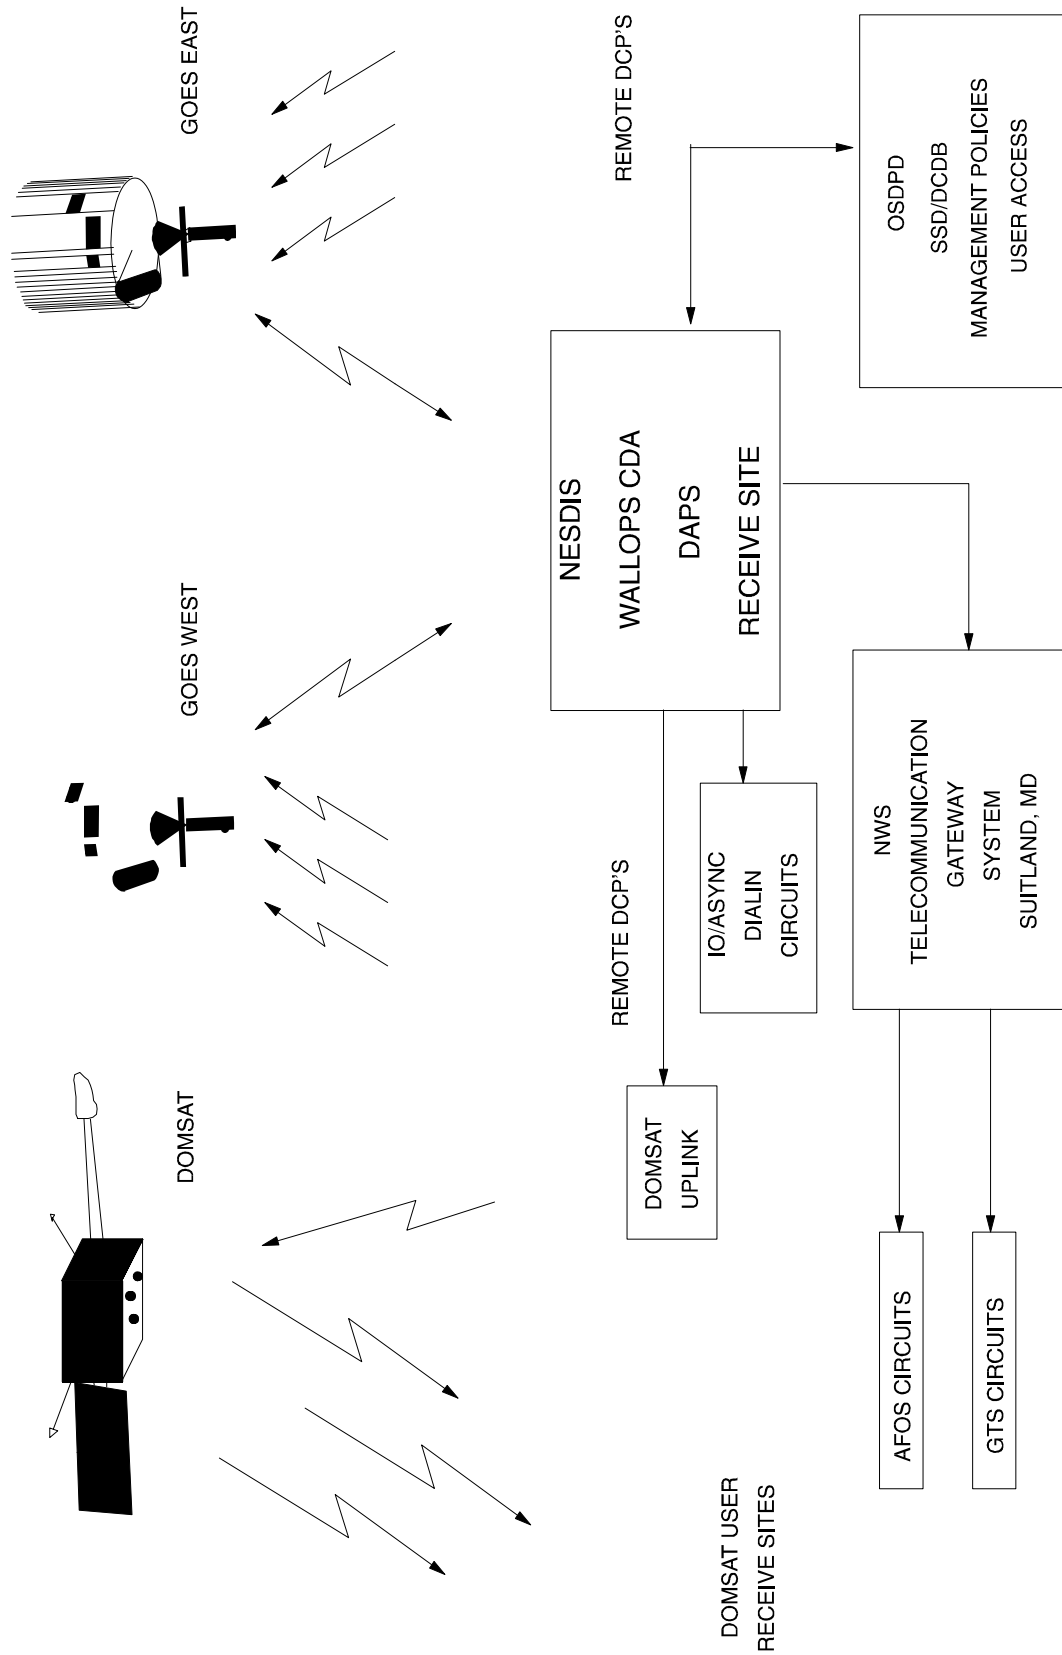 DOMSAT
GOES WEST
GOES EAST
REMOTE DCP'S
REMOTE DCP'S
NESDIS
WALLOPS CDA
DAPS
RECEIVE SITE
DOMSAT
UPLINK
IO/ASYNC
DIALIN
CIRCUITS
DOMSAT USER
RECEIVE SITES
OSDPD
SSD/DCDB
MANAGEMENT POLICIES
USER ACCESS
NWS
TELECOMMUNICATION
GATEWAY
SYSTEM
SUITLAND, MD
AFOS CIRCUITS
GTS CIRCUITS